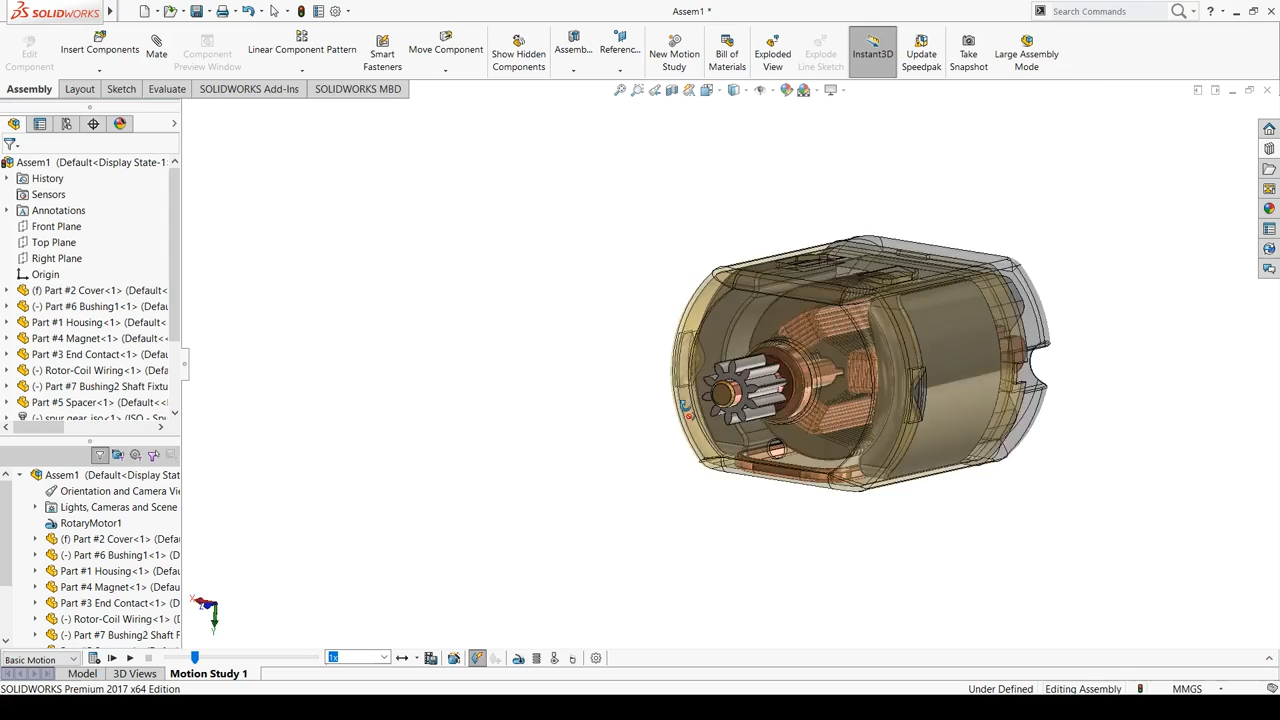 SOLIDWORKS
Assem1 *
Search Commands
Edit
Component
Insert Components
Mate
Component
Preview Window
Linear Component Pattern
Smart
Fasteners
Move Component
Show Hidden
Components
Assemb...
Referenc...
New Motion
Study
Bill of
Materials
Exploded
View
Explode
Line Sketch
Instant3D
Update
Speedpak
Take
Snapshot
Large Assembly
Mode
Assembly
Layout
Sketch
Evaluate
SOLIDWORKS Add-Ins
SOLIDWORKS MBD
Assem1 (Default<Display State-1
History
Sensors
Annotations
Front Plane
Top Plane
Right Plane
Origin
(f) Part #2 Cover<1> (Default<
(-) Part #6 Bushing1<1> (Defa
Part #1 Housing<1> (Default<
Part #4 Magnet<1> (Default<
Part #3 End Contact<1> (Defa
(-) Rotor-Coil Wiring<1> (Defa
Part #7 Bushing2 Shaft Fixtu
Part #5 Spacer<1> (Default<
(-) spur gear_iso<1> (ISO - Sp
Assem1 (Default<Display Stat
Orientation and Camera Vi
Lights, Cameras and Scene
RotaryMotor1
(f) Part #2 Cover<1> (Defau
(-) Part #6 Bushing1<1> (D
Part #1 Housing<1> (Defau
Part #4 Magnet<1> (Defau
Part #3 End Contact<1> (D
(-) Rotor-Coil Wiring<1> (D
(-) Part #7 Bushing2 Shaft F
Basic Motion
1x
Model
3D Views
Motion Study 1
X
Y
Z
SOLIDWORKS Premium 2017 x64 Edition
Under Defined
Editing Assembly
MMGS